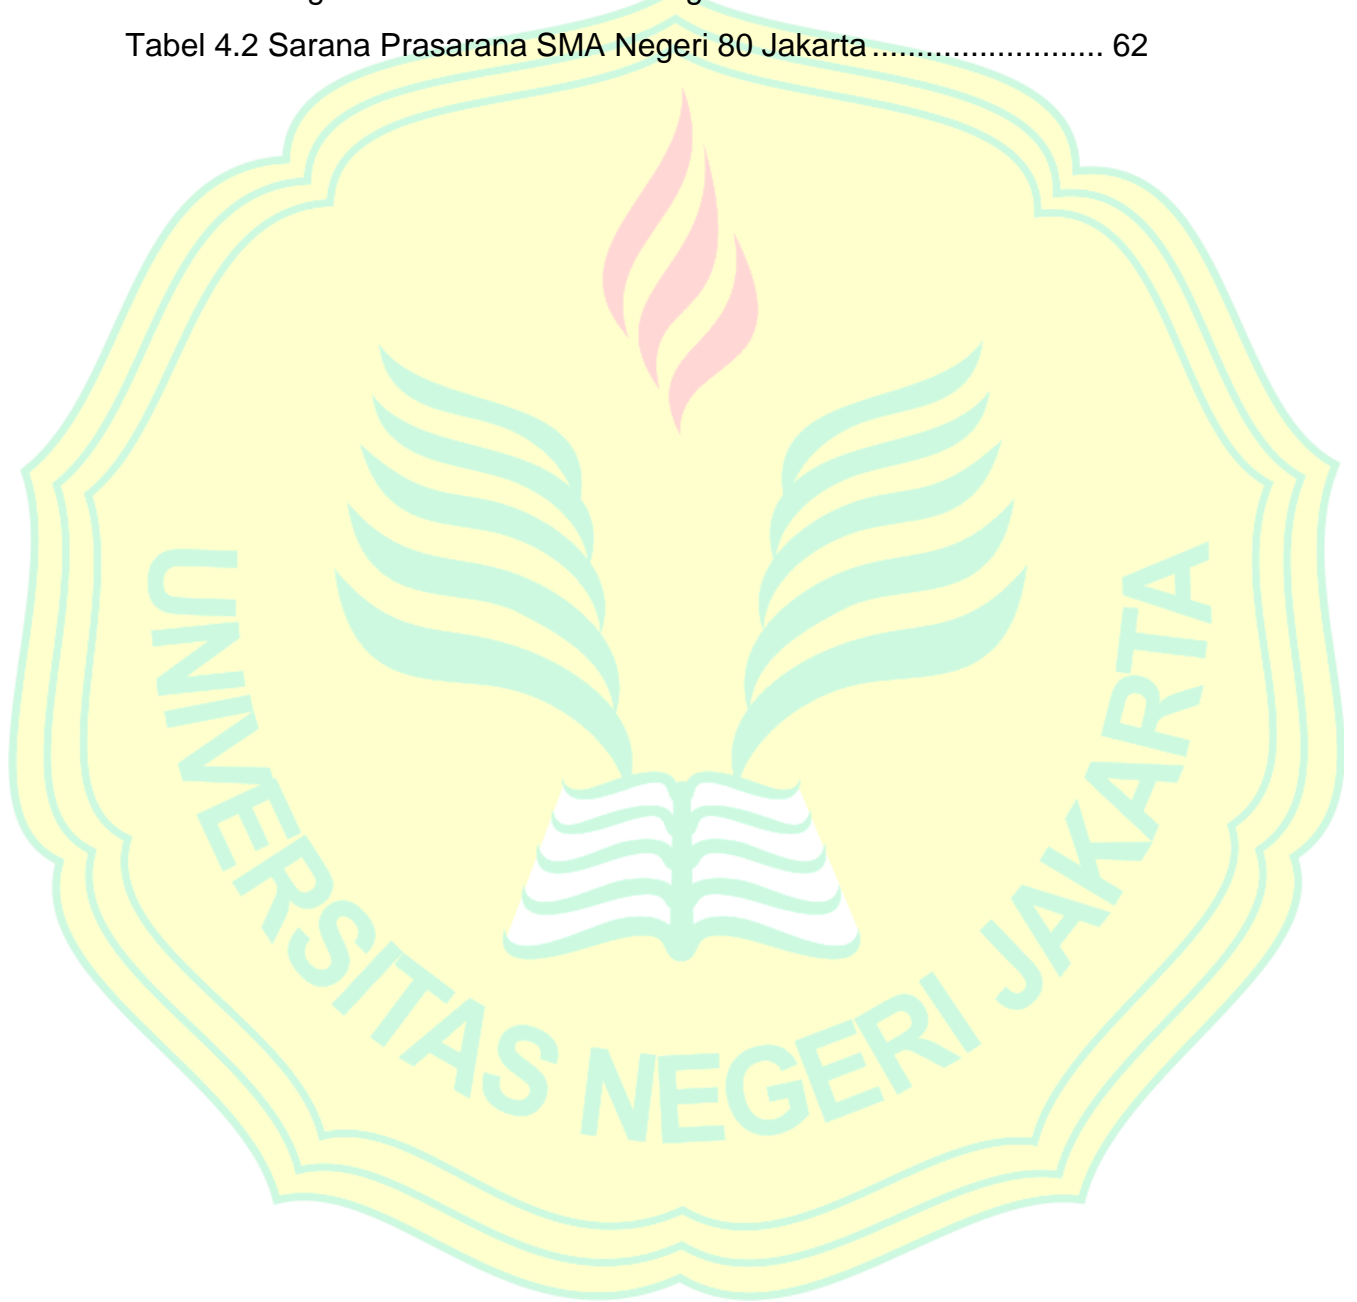 Tabel 4.2 Sarana Prasarana SMA Negeri 80 Jakarta .......................... 62
UNIVERSITAS NEGERI JAKARTA